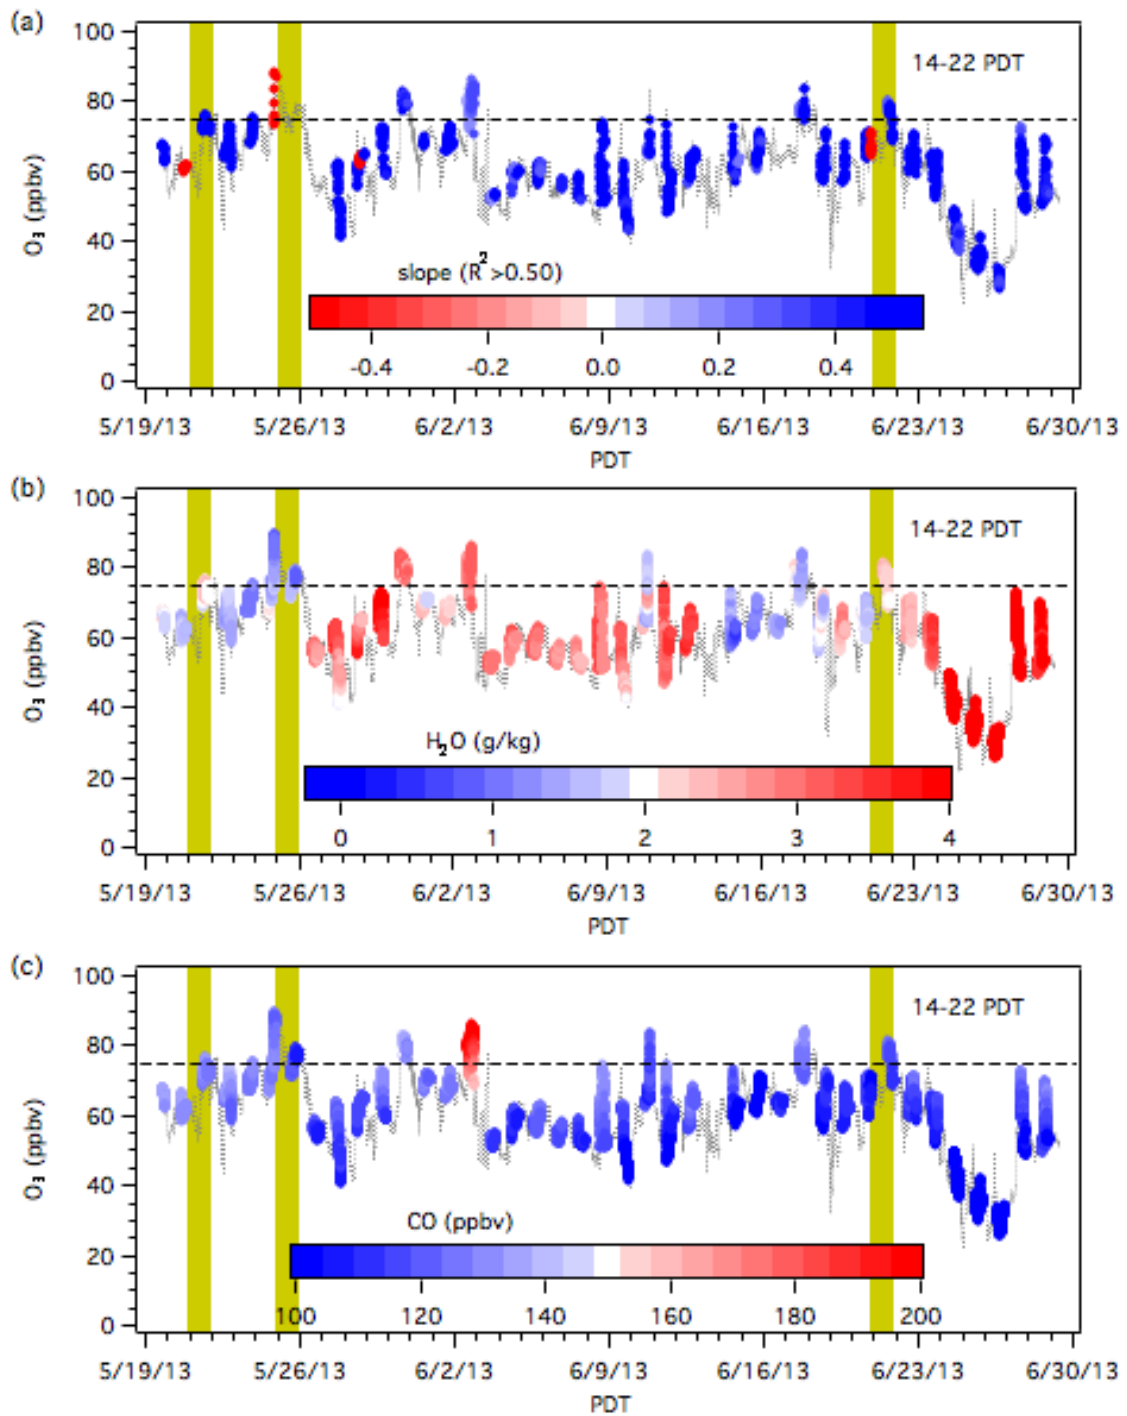 (a)
100
80
60
40
20
0
O3 (ppbv)
14-22 PDT
slope (R2>0.50)
-0.4 -0.2 0.0 0.2 0.4
5/19/13 5/26/13 6/2/13 6/9/13 6/16/13 6/23/13 6/30/13
PDT
(b)
100
80
60
40
20
0
O3 (ppbv)
14-22 PDT
H2O (g/kg)
0 1 2 3 4
5/19/13 5/26/13 6/2/13 6/9/13 6/16/13 6/23/13 6/30/13
PDT
(c)
100
80
60
40
20
0
O3 (ppbv)
14-22 PDT
CO (ppbv)
100 120 140 160 180 200
5/19/13 5/26/13 6/2/13 6/9/13 6/16/13 6/23/13 6/30/13
PDT